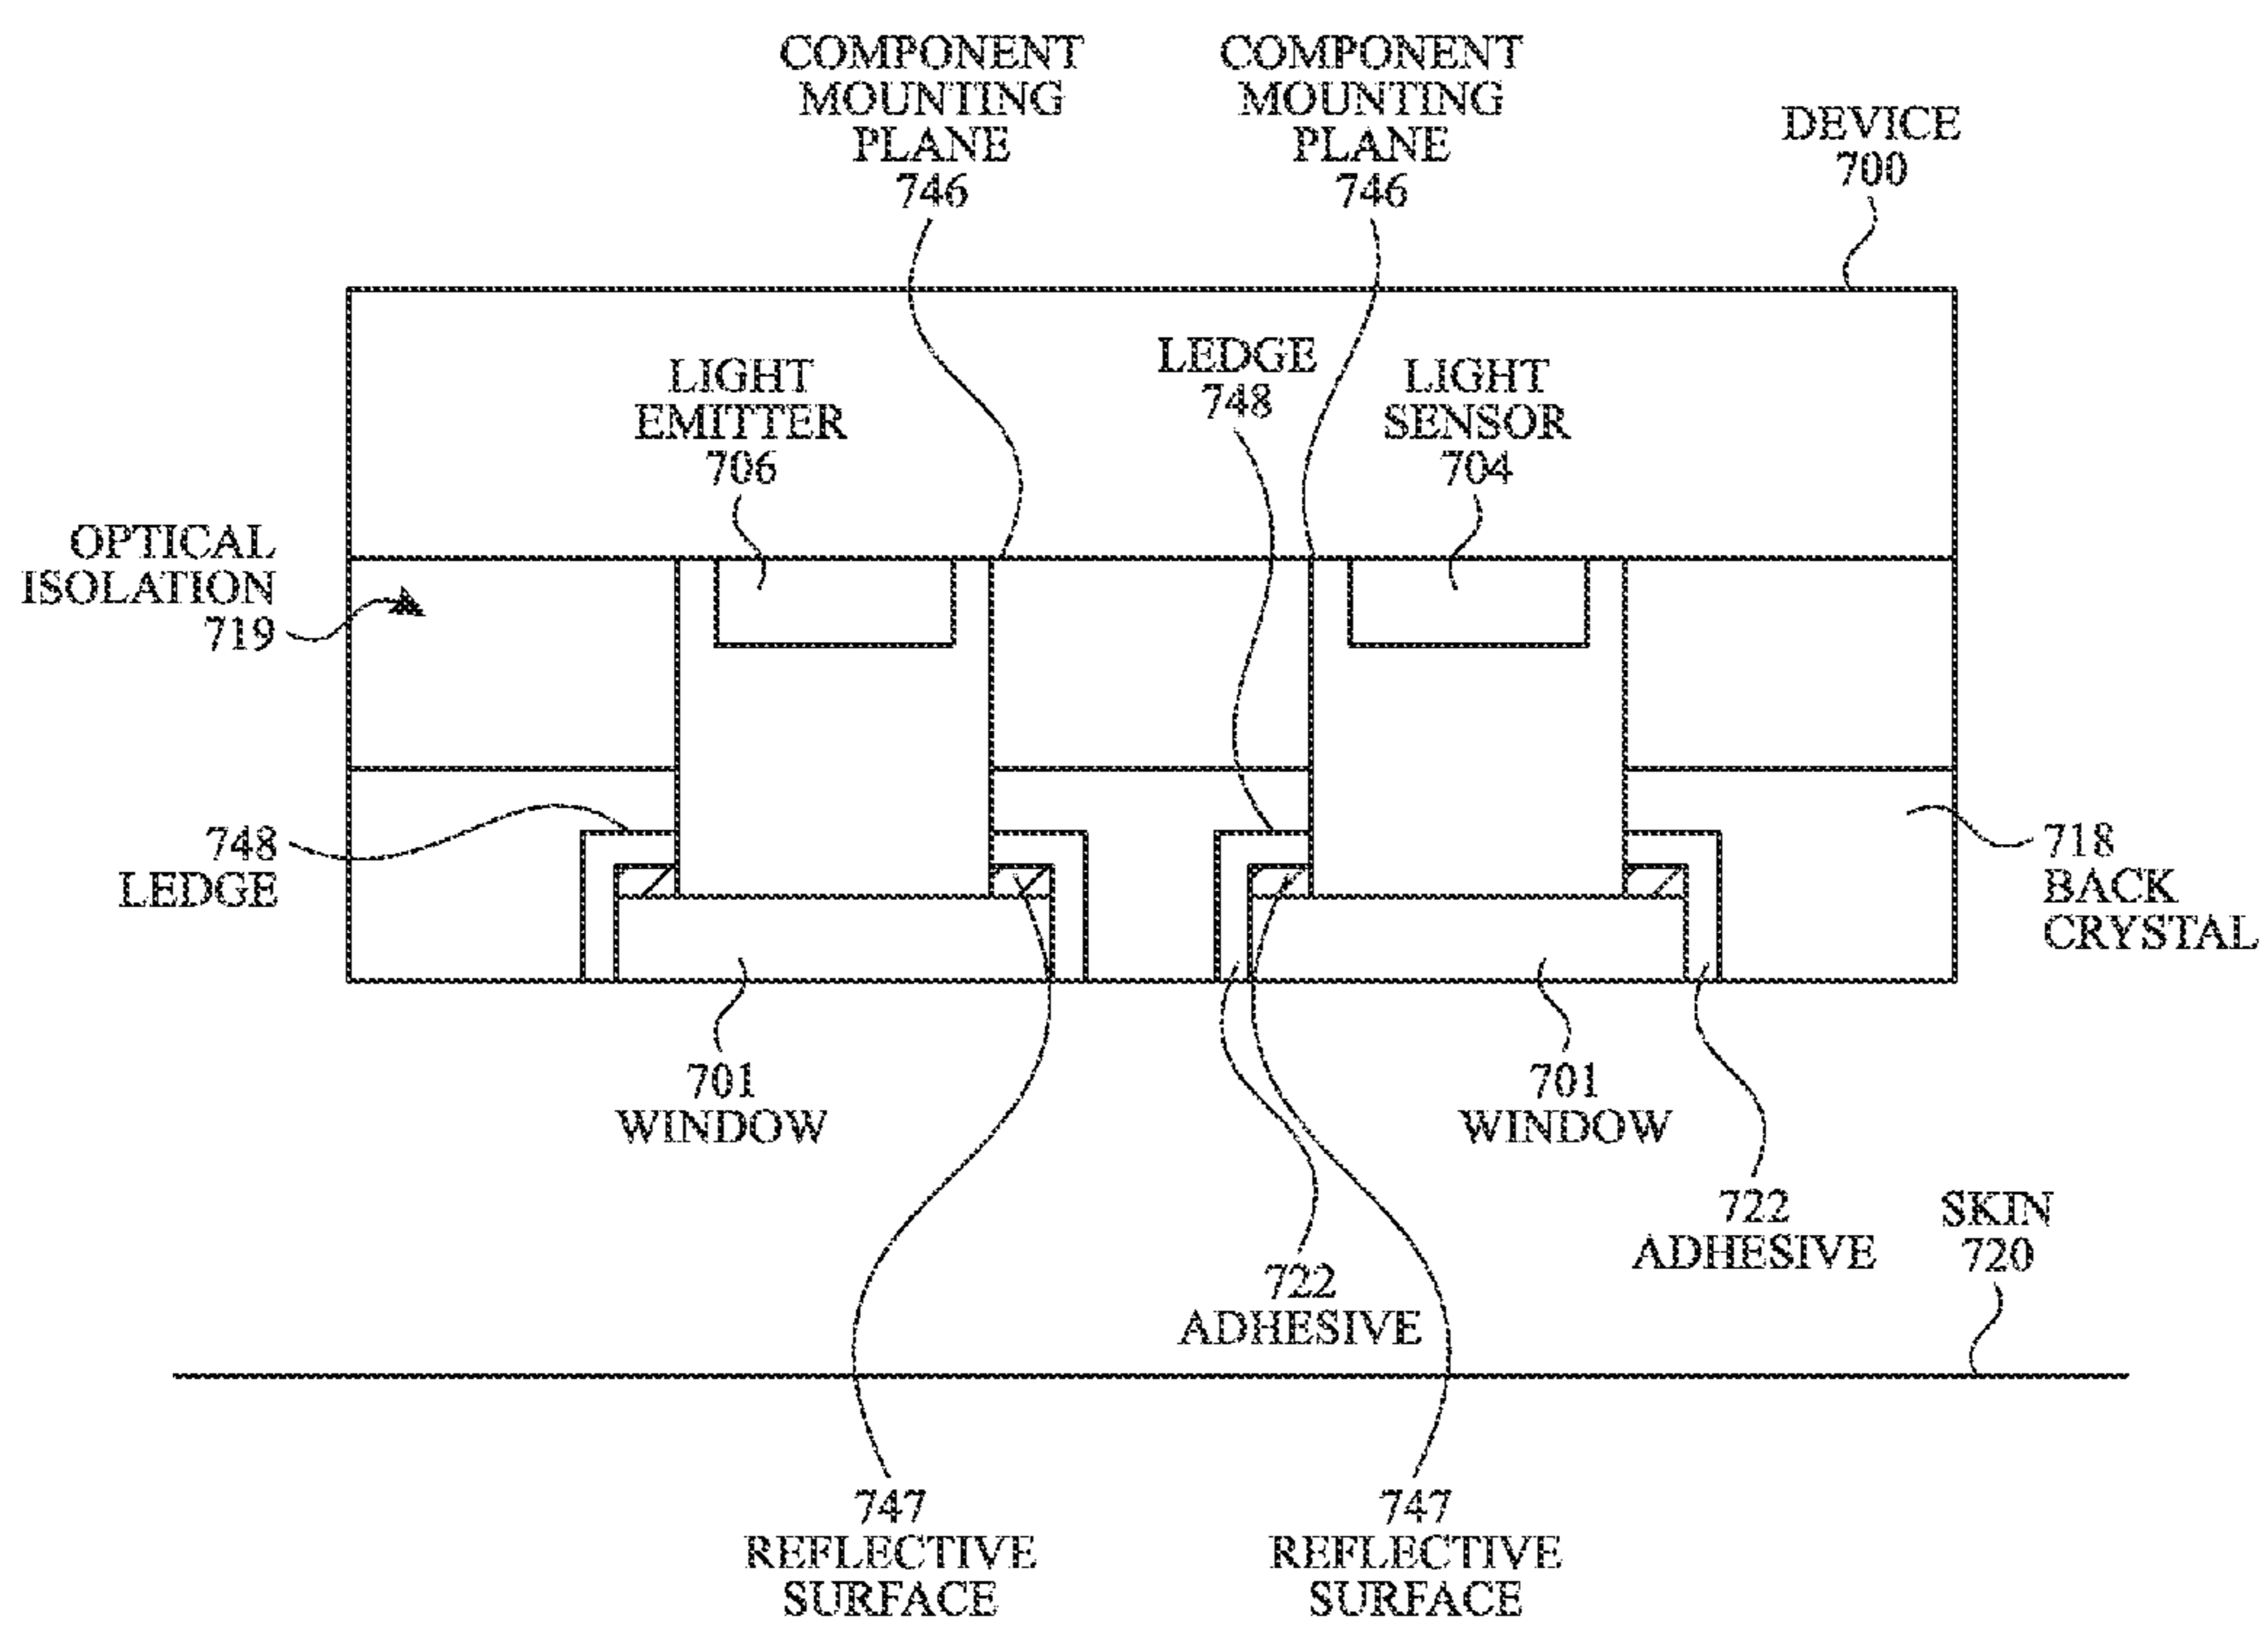 COMPONENT
MOUNTING
PLANE
746
COMPONENT
MOUNTING
PLANE
746
DEVICE
700
LIGHT
EMITTER
706
LEDGE
748
LIGHT
SENSOR
704
OPTICAL
ISOLATION
719
748
LEDGE
718
BACK
CRYSTAL
701
WINDOW
701
WINDOW
722
ADHESIVE
722
ADHESIVE
SKIN
720
747
REFLECTIVE
SURFACE
747
REFLECTIVE
SURFACE